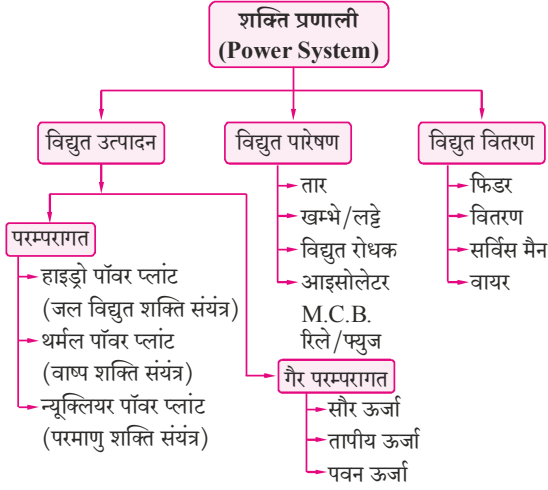 शक्ति प्रणाली
(Power System)
विद्युत उत्पादन
परम्परागत
हाइड्रो पॉवर प्लांट
(जल विद्युत शक्ति संयंत्र)
थर्मल पॉवर प्लांट
(वाष्प शक्ति संयंत्र)
न्यूक्लियर पॉवर प्लांट
(परमाणु शक्ति संयंत्र)
गैर परम्परागत
सौर ऊर्जा
तापीय ऊर्जा
पवन ऊर्जा
विद्युत पारेषण
तार
खम्भे/लट्ठे
विद्युत रोधक
आइसोलेटर
M.C.B.
रिले/फ्युज
विद्युत वितरण
फिडर
वितरण
सर्विस मैन
वायर